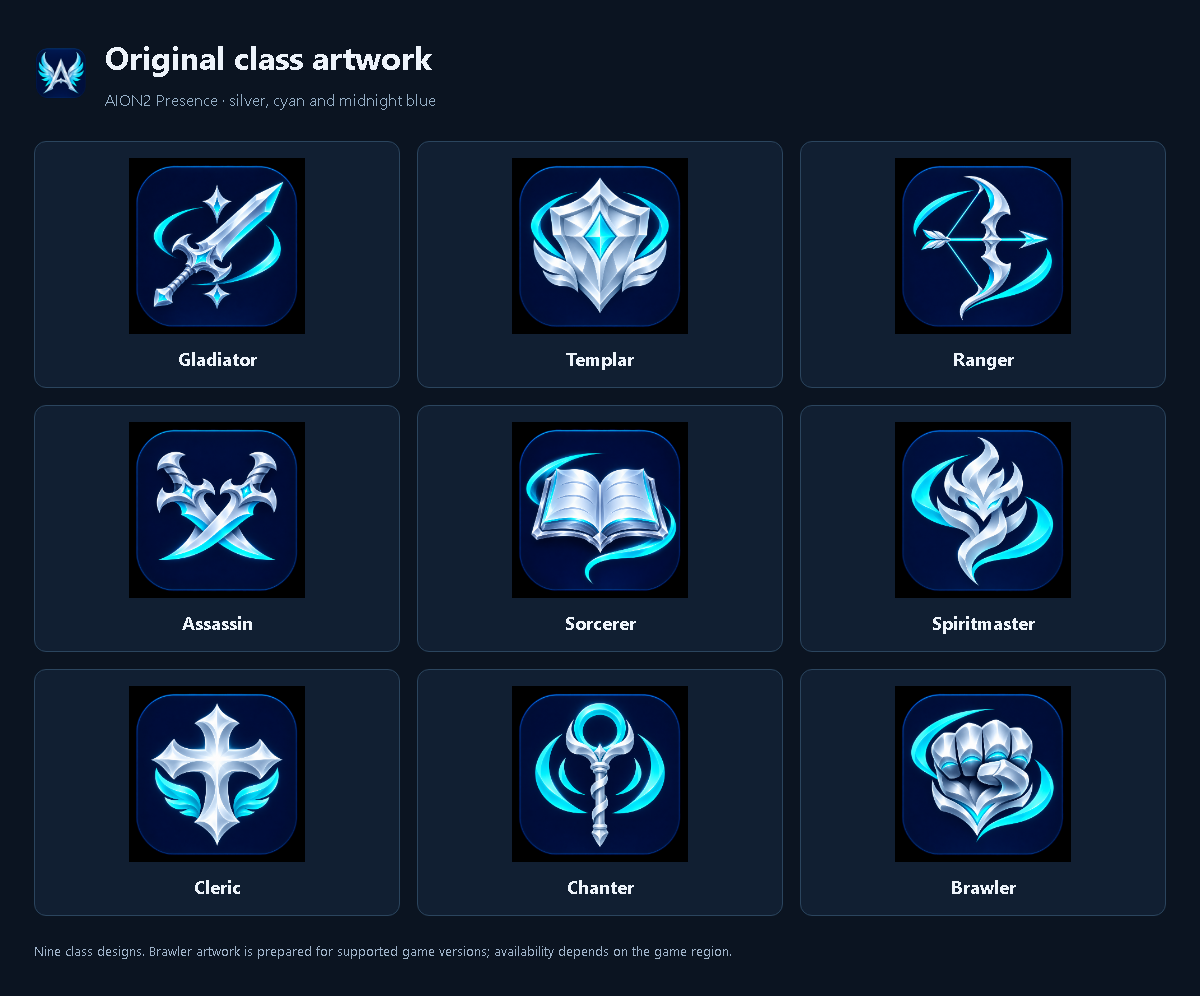 Original class artwork
AION2 Presence · silver, cyan and midnight blue
Gladiator
Templar
Ranger
Assassin
Sorcerer
Spiritmaster
Cleric
Chanter
Brawler
Nine class designs. Brawler artwork is prepared for supported game versions; availability depends on the game region.